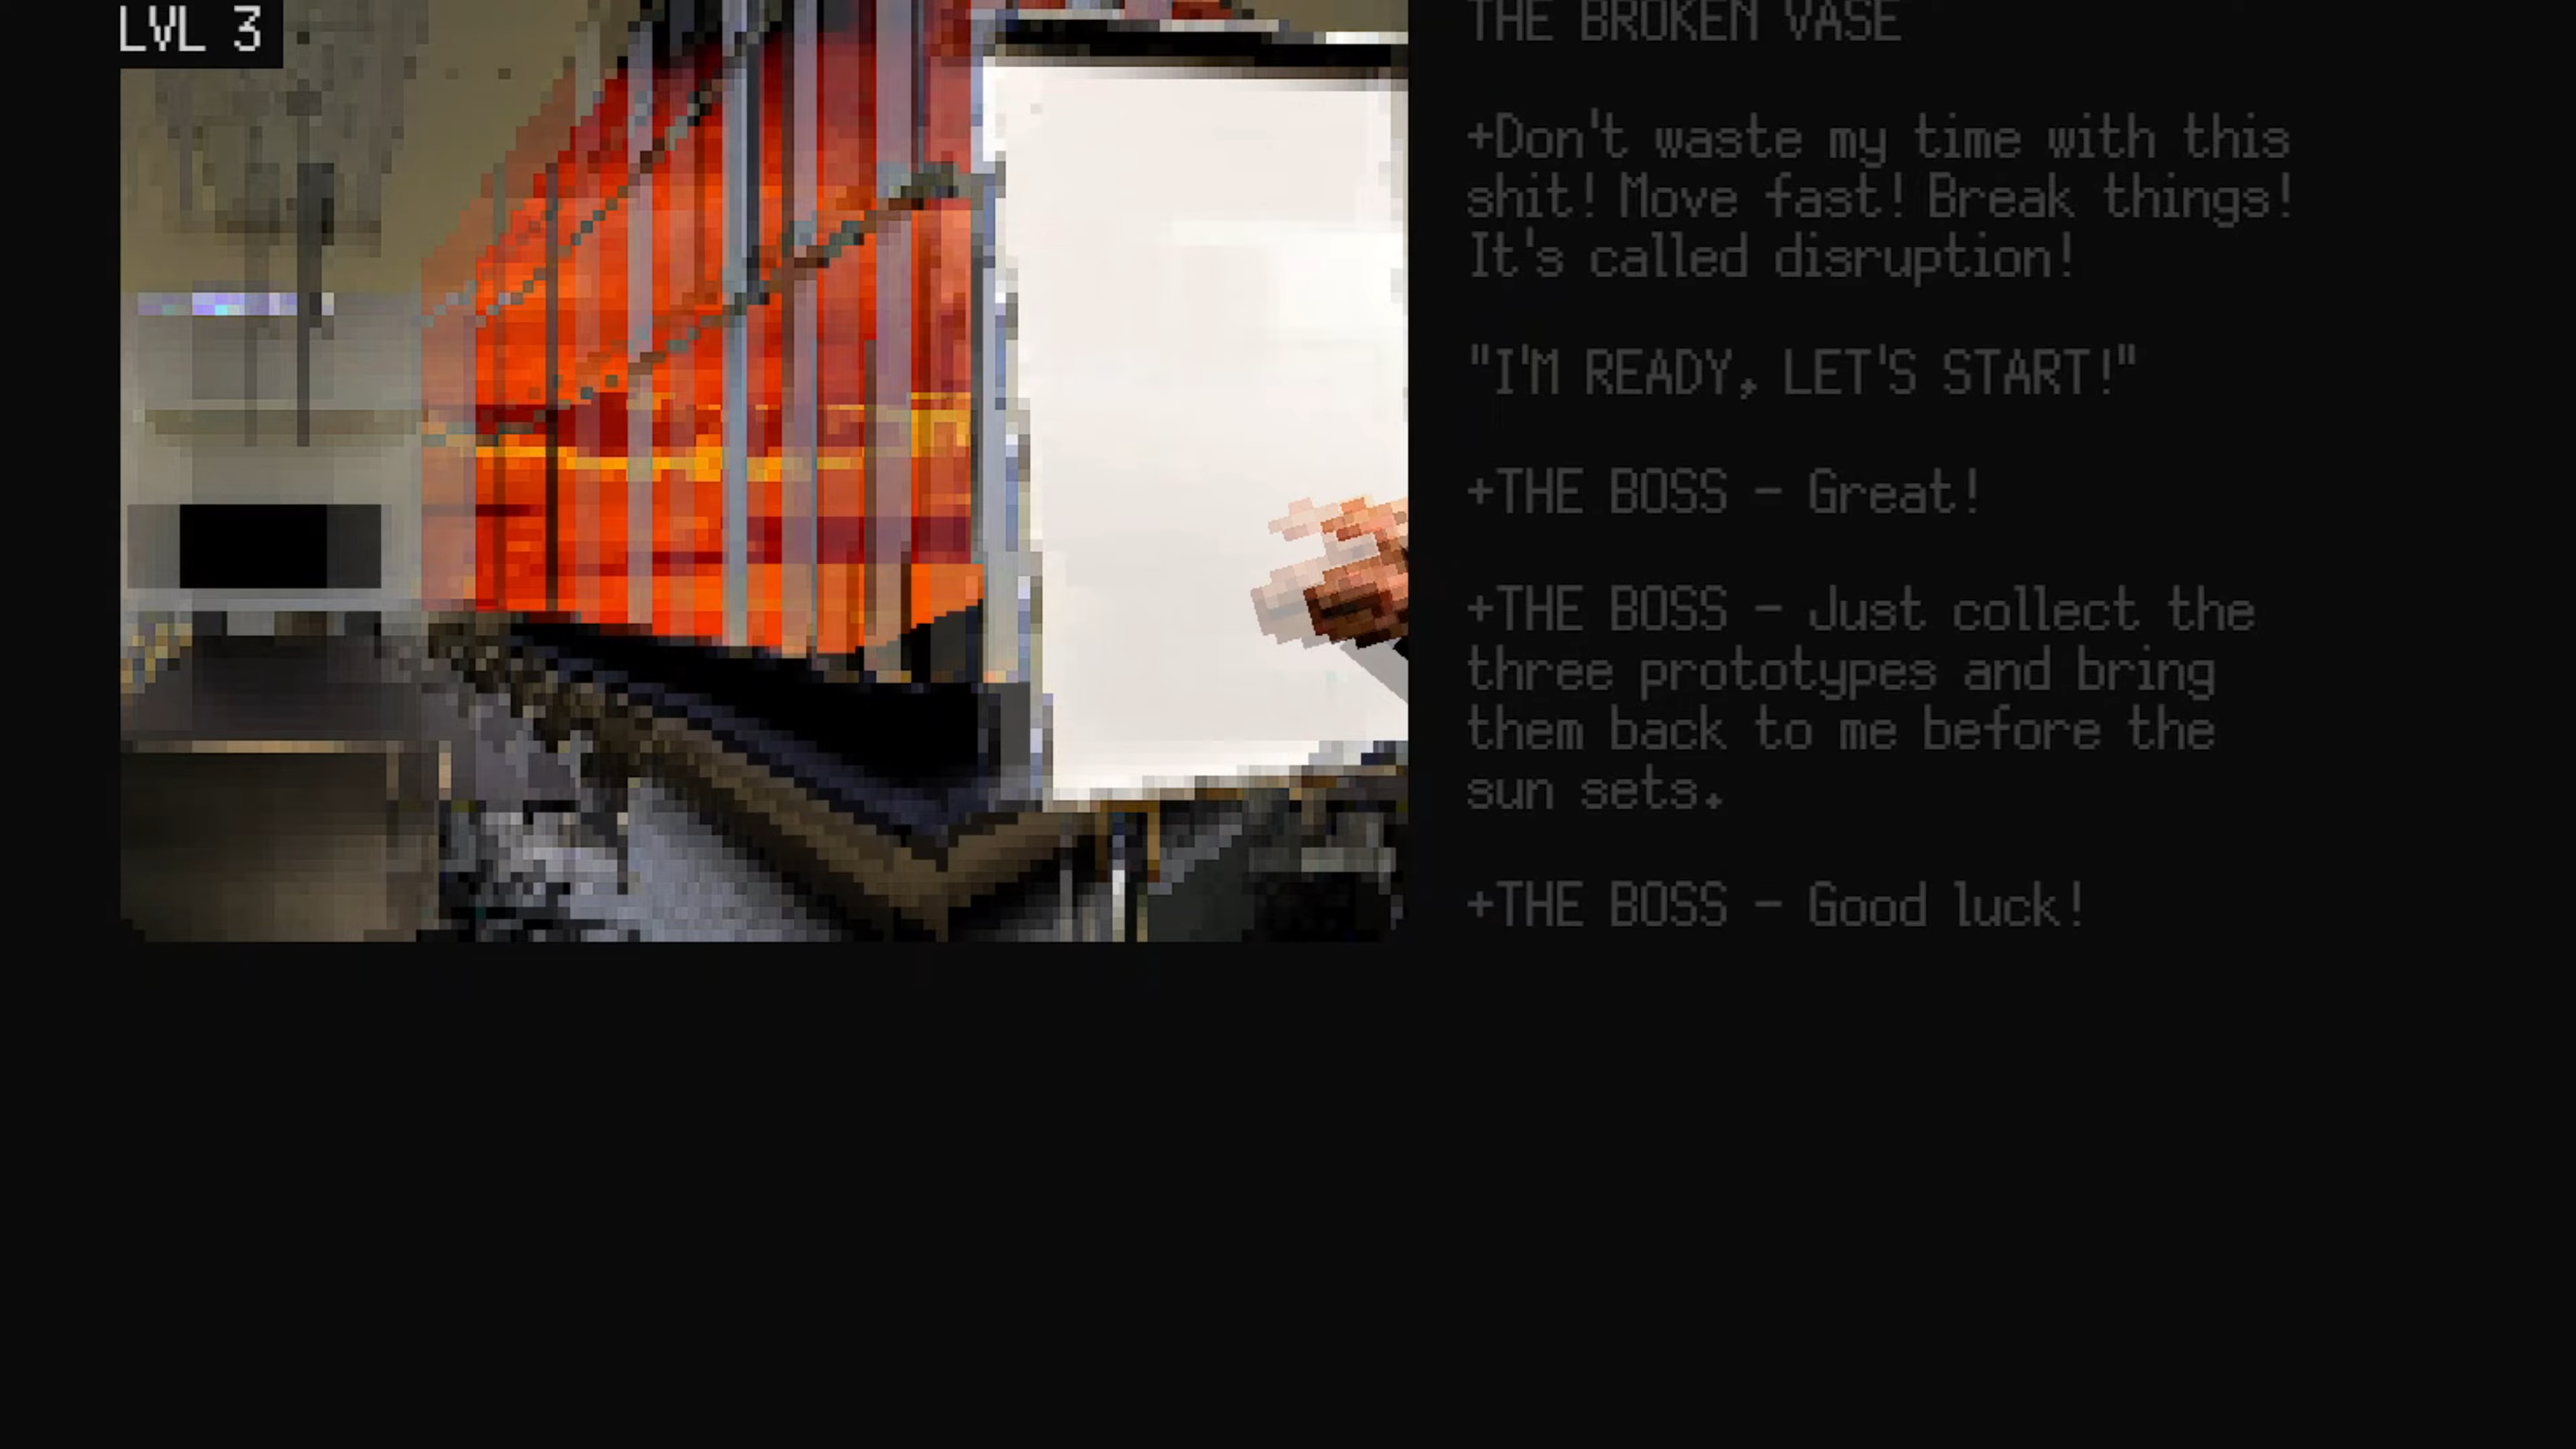 LVL 3
THE BROKEN VASE
+Don't waste my time with this
shit! Move fast! Break things!
It's called disruption!
"I'M READY, LET'S START!"
+THE BOSS – Great!
+THE BOSS – Just collect the
three prototypes and bring
them back to me before the
sun sets.
+THE BOSS – Good luck!